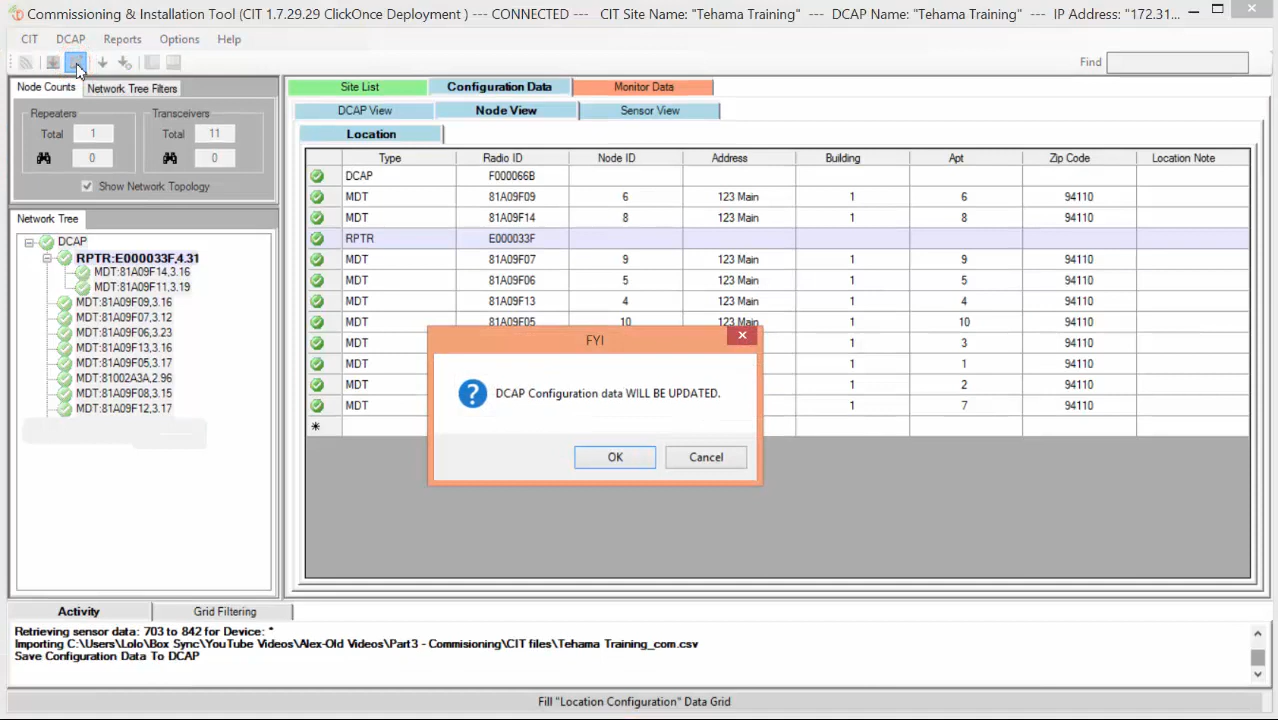 Commissioning & Installation Tool (CIT 1.7.29.29 ClickOnce Deployment ) --- CONNECTED --- CIT Site Name: "Tehama Training" --- DCAP Name: "Tehama Training" --- IP Address: "172.31...
CIT DCAP Reports Options Help
Find
Node Counts Network Tree Filters
Repeaters Transceivers
Total 1 Total 11
0 0
Show Network Topology
Network Tree
DCAP
RPTR:E000033F,4.31
MDT:81A09F14,3.16
MDT:81A09F11,3.19
MDT:81A09F09,3.16
MDT:81A09F07,3.12
MDT:81A09F06,3.23
MDT:81A09F13,3.16
MDT:81A09F05,3.17
MDT:81002A3A,2.96
MDT:81A09F08,3.15
MDT:81A09F12,3.17
Site List Configuration Data Monitor Data
DCAP View Node View Sensor View
Location
Type Radio ID Node ID Address Building Apt Zip Code Location Note
DCAP F000066B
MDT 81A09F09 6 123 Main 1 6 94110
MDT 81A09F14 8 123 Main 1 8 94110
RPTR E000033F
MDT 81A09F07 9 123 Main 1 9 94110
MDT 81A09F06 5 123 Main 1 5 94110
MDT 81A09F13 4 123 Main 1 4 94110
MDT 81A09F05 10 123 Main 1 10 94110
MDT 1 3 94110
MDT 1 1 94110
MDT 1 2 94110
MDT 1 7 94110
*
FYI
DCAP Configuration data WILL BE UPDATED.
OK Cancel
Activity Grid Filtering
Retrieving sensor data: 703 to 842 for Device: *
Importing C:\Users\Lolo\Box Sync\YouTube Videos\Alex-Old Videos\Part3 - Commisioning\CIT files\Tehama Training_com.csv
Save Configuration Data To DCAP
Fill "Location Configuration" Data Grid